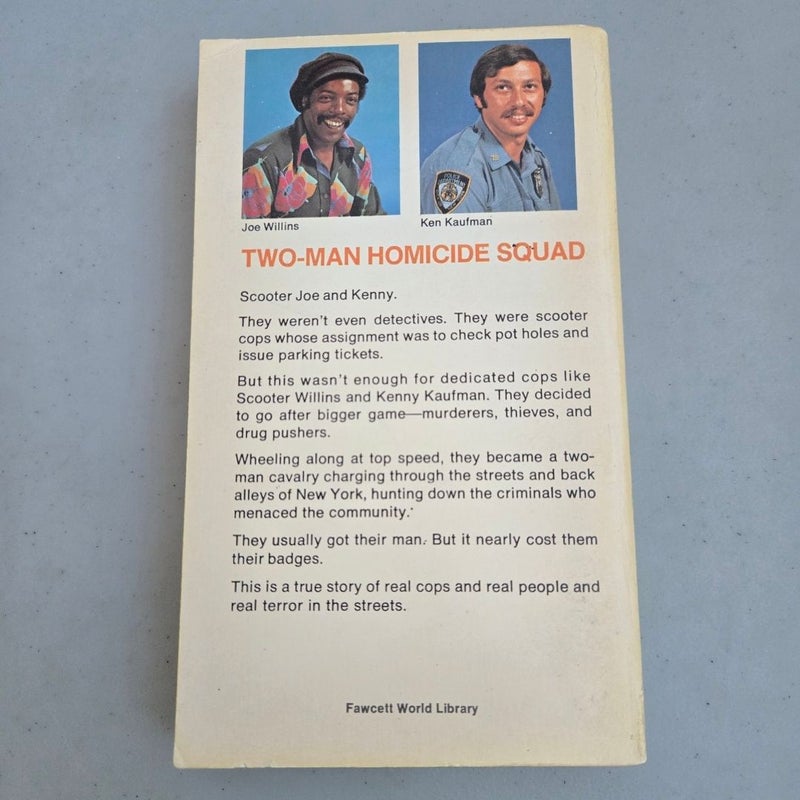 POLICE
Joe Willins
Ken Kaufman
TWO-MAN HOMICIDE SQUAD
Scooter Joe and Kenny.
They weren't even detectives. They were scooter
cops whose assignment was to check pot holes and
issue parking tickets.
But this wasn't enough for dedicated cops like
Scooter Willins and Kenny Kaufman. They decided
to go after bigger game—murderers, thieves, and
drug pushers.
Wheeling along at top speed, they became a two-
man cavalry charging through the streets and back
alleys of New York, hunting down the criminals who
menaced the community.
They usually got their man. But it nearly cost them
their badges.
This is a true story of real cops and real people and
real terror in the streets.
Fawcett World Library